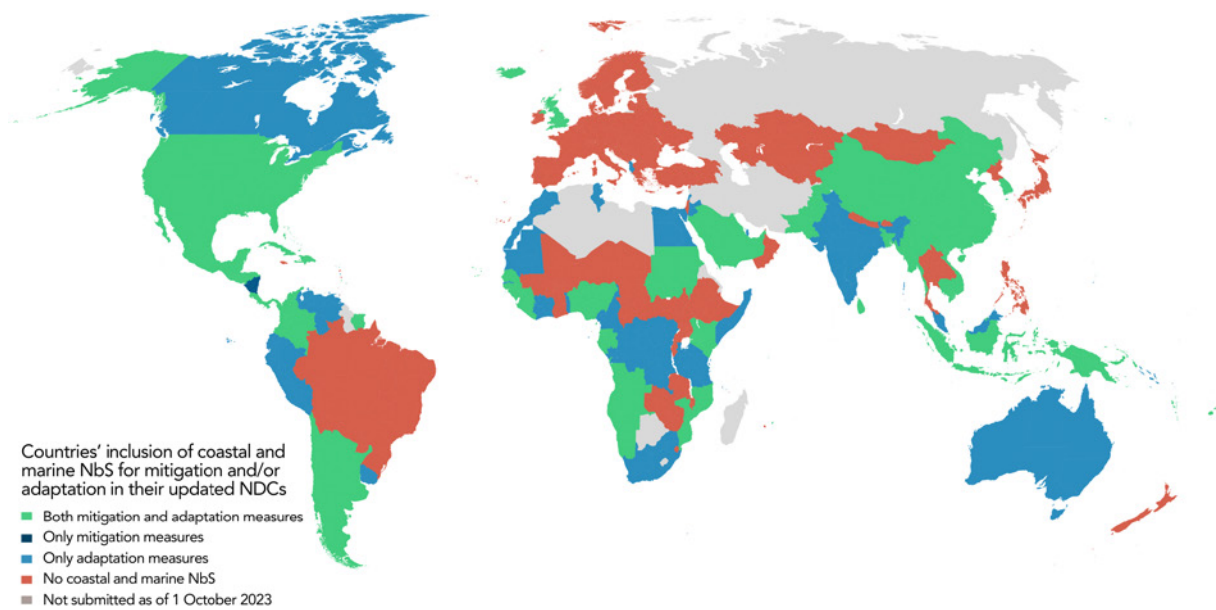 Countries' inclusion of coastal and
marine NbS for mitigation and/or
adaptation in their updated NDCs
Both mitigation and adaptation measures
Only mitigation measures
Only adaptation measures
No coastal and marine NbS
Not submitted as of 1 October 2023